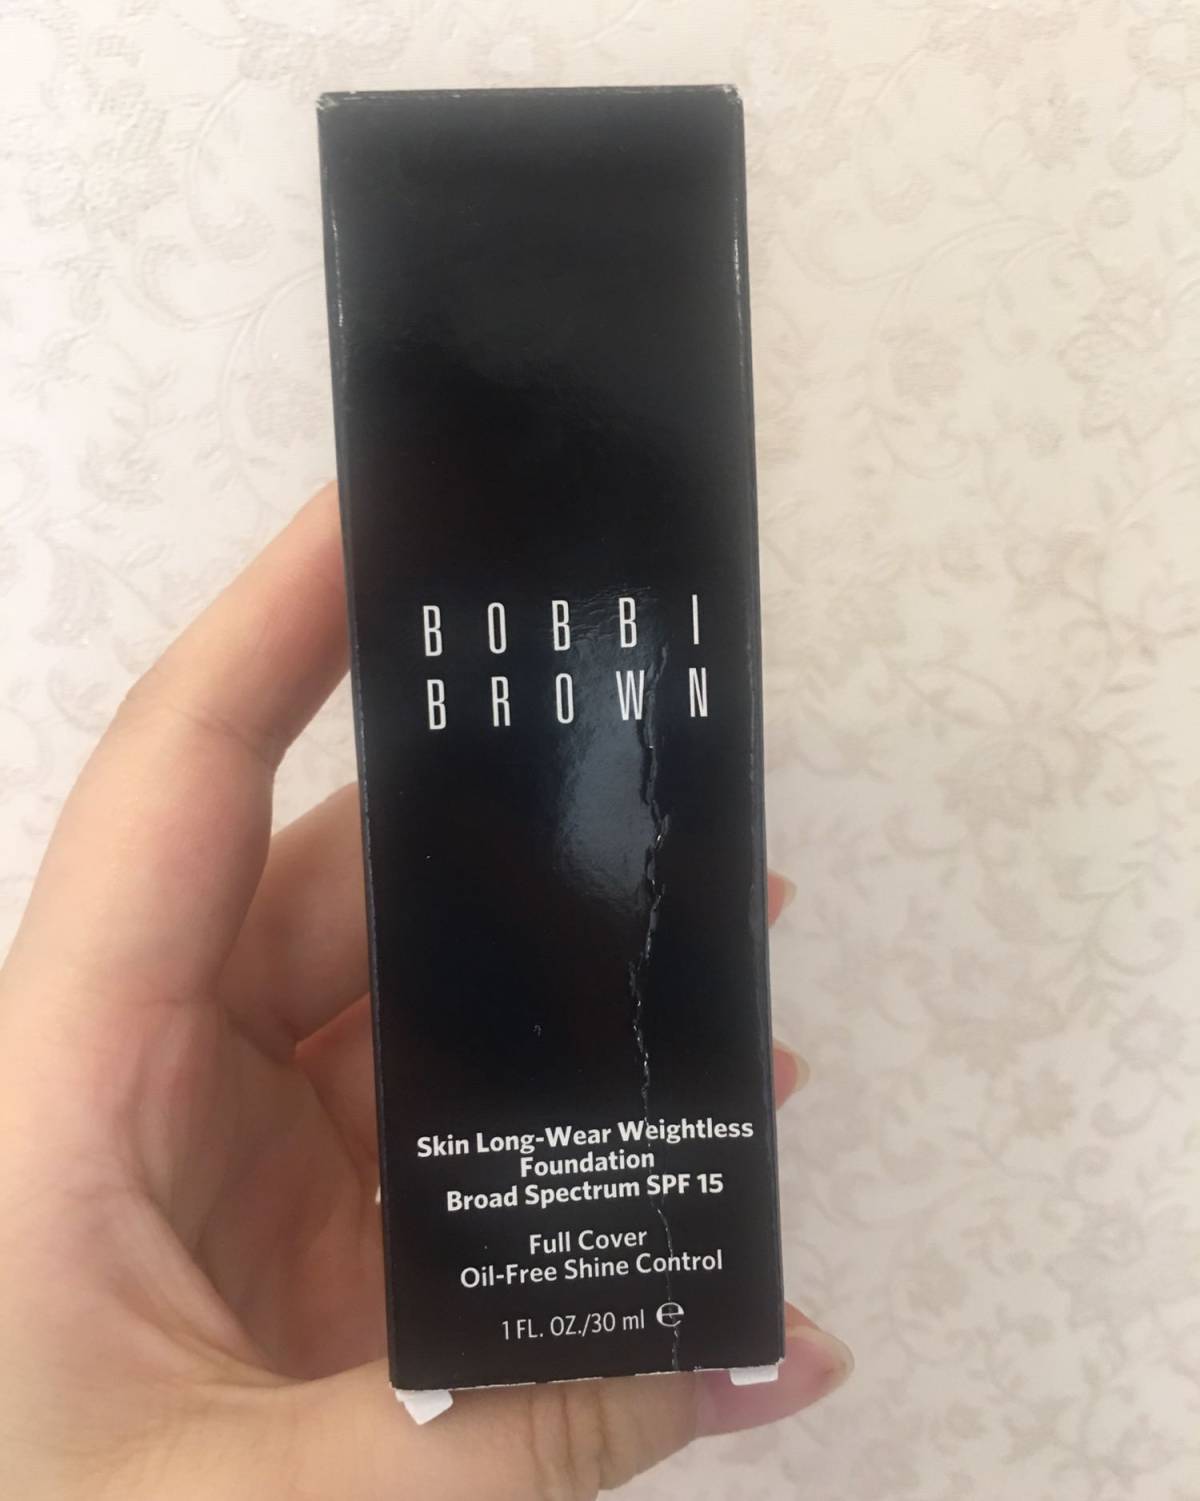 BOBBI
BROWN
Skin Long-Wear Weightless
Foundation
Broad Spectrum SPF 15
Full Cover
Oil-Free Shine Control
1 FL. OZ./30 ml ℮